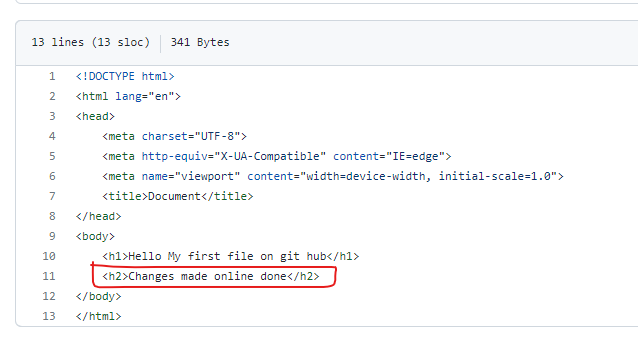 13 lines (13 sloc) 341 Bytes
1 <!DOCTYPE html>
2 <html lang="en">
3 <head>
4     <meta charset="UTF-8">
5     <meta http-equiv="X-UA-Compatible" content="IE=edge">
6     <meta name="viewport" content="width=device-width, initial-scale=1.0">
7     <title>Document</title>
8 </head>
9 <body>
10     <h1>Hello My first file on git hub</h1>
11     <h2>Changes made online done</h2>
12 </body>
13 </html>